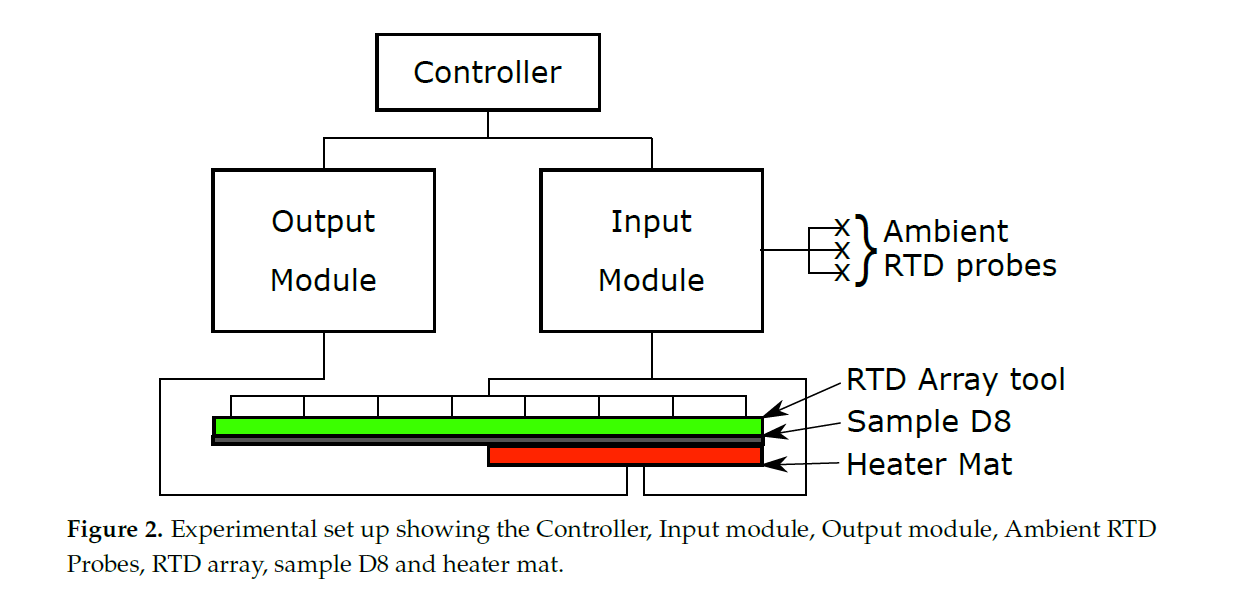 Controller
Output
Module
Input
Module
X
X
X
Ambient
RTD probes
RTD Array tool
Sample D8
Heater Mat
Figure 2. Experimental set up showing the Controller, Input module, Output module, Ambient RTD
Probes, RTD array, sample D8 and heater mat.